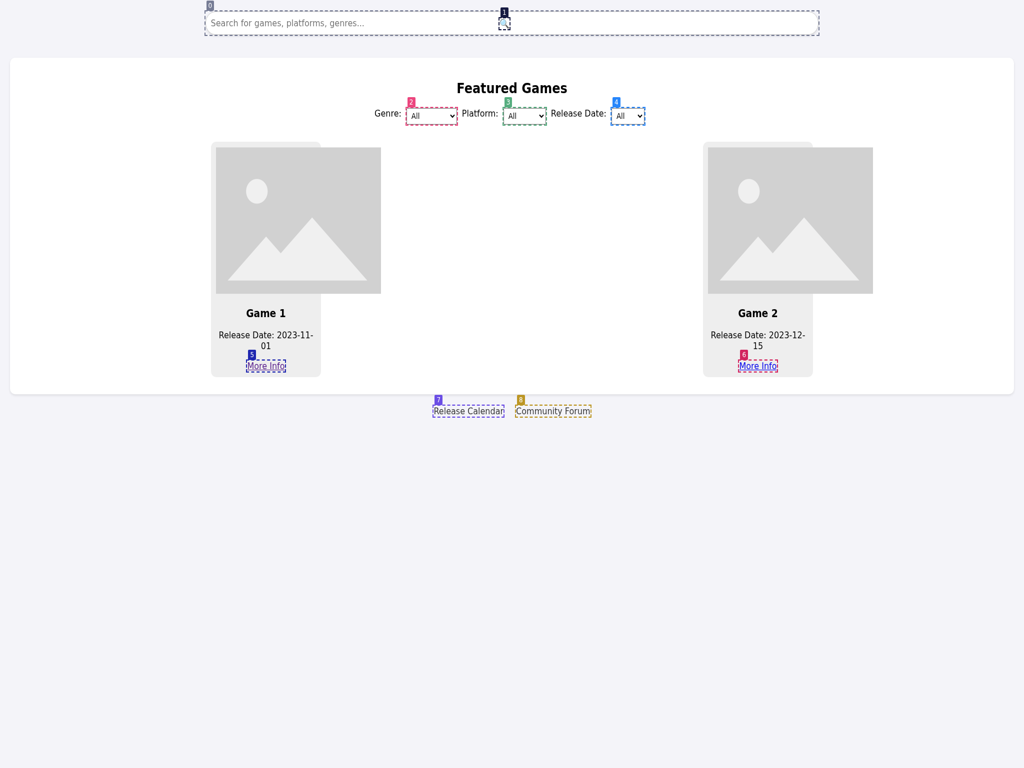 0
1
Search for games, platforms, genres...
Featured Games
2 3 4
Genre: All Platform: All Release Date: All
Game 1
Release Date: 2023-11-
01
5
More Info
Game 2
Release Date: 2023-12-
15
6
More Info
7 8
Release Calendar Community Forum